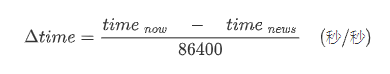 Δtime = (time now − time news) / 86400 (秒/秒)